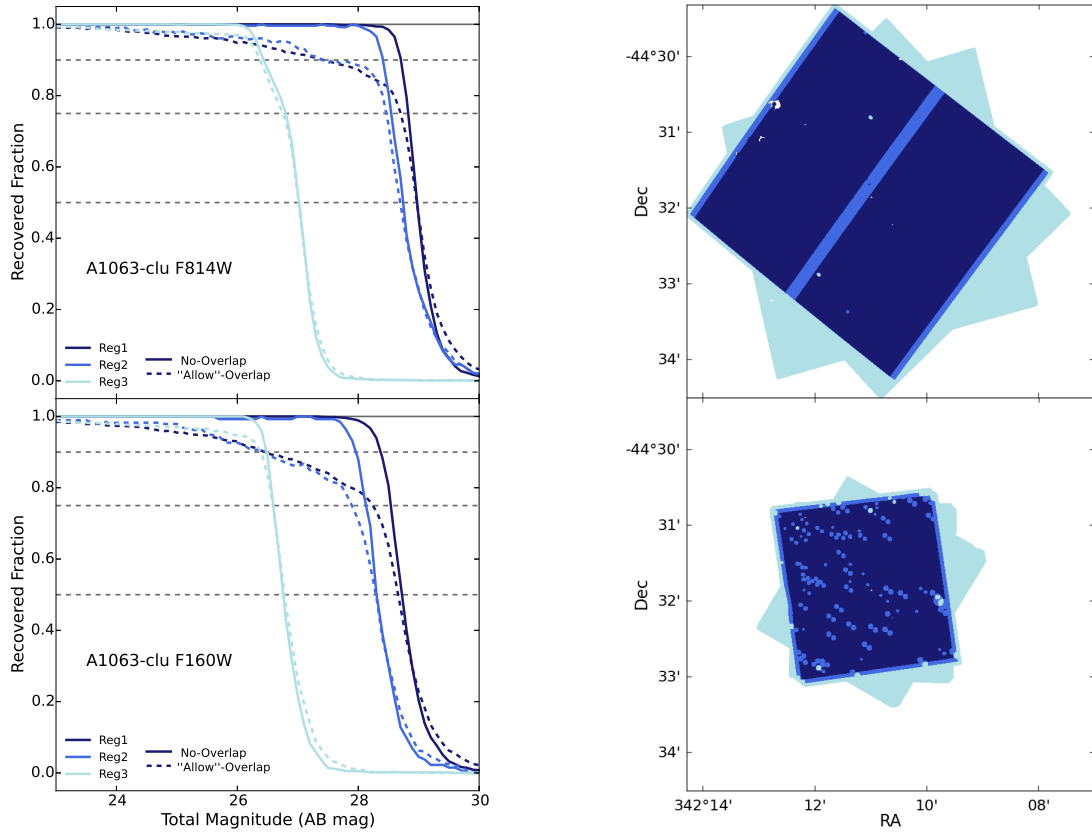 1.0
0.8
0.6
0.4
0.2
0.0
Recovered Fraction
A1063-clu F814W
Reg1
Reg2
Reg3
No-Overlap
"Allow"-Overlap
-44°30'
31'
32'
33'
34'
Dec
1.0
0.8
0.6
0.4
0.2
0.0
Recovered Fraction
A1063-clu F160W
Reg1
Reg2
Reg3
No-Overlap
"Allow"-Overlap
24 26 28 30
Total Magnitude (AB mag)
-44°30'
31'
32'
33'
34'
Dec
342°14' 12' 10' 08'
RA